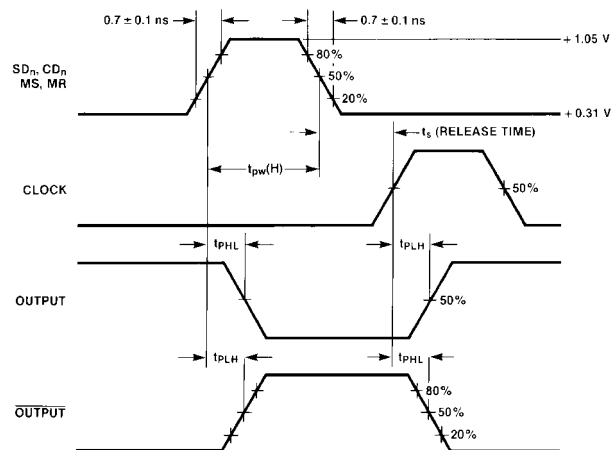 0.7 ± 0.1 ns
0.7 ± 0.1 ns
+ 1.05 V
SDn, CDn
MS, MR
80%
50%
20%
+ 0.31 V
ts (RELEASE TIME)
tpw(H)
CLOCK
50%
tPHL
tPLH
OUTPUT
50%
tPLH
tPHL
OUTPUT
80%
50%
20%